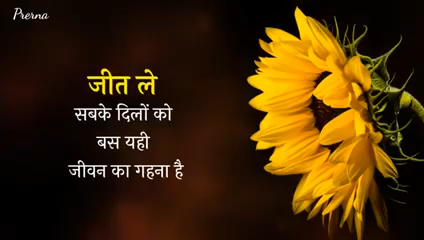 Prerna
जीत ले
सबके दिलों को
बस यही
जीवन का गहना है